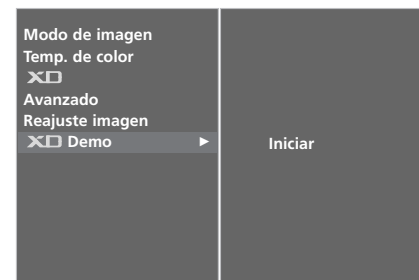 Modo de imagen
Temp. de color
XD
Avanzado
Reajuste imagen
XD Demo ►
Iniciar